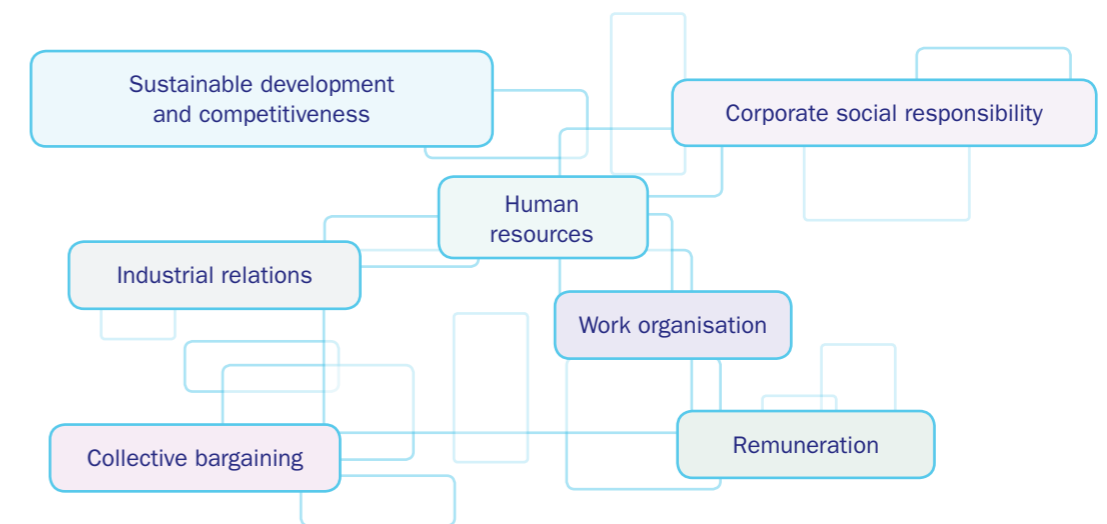 Sustainable development
and competitiveness
Corporate social responsibility
Human
resources
Industrial relations
Work organisation
Collective bargaining
Remuneration